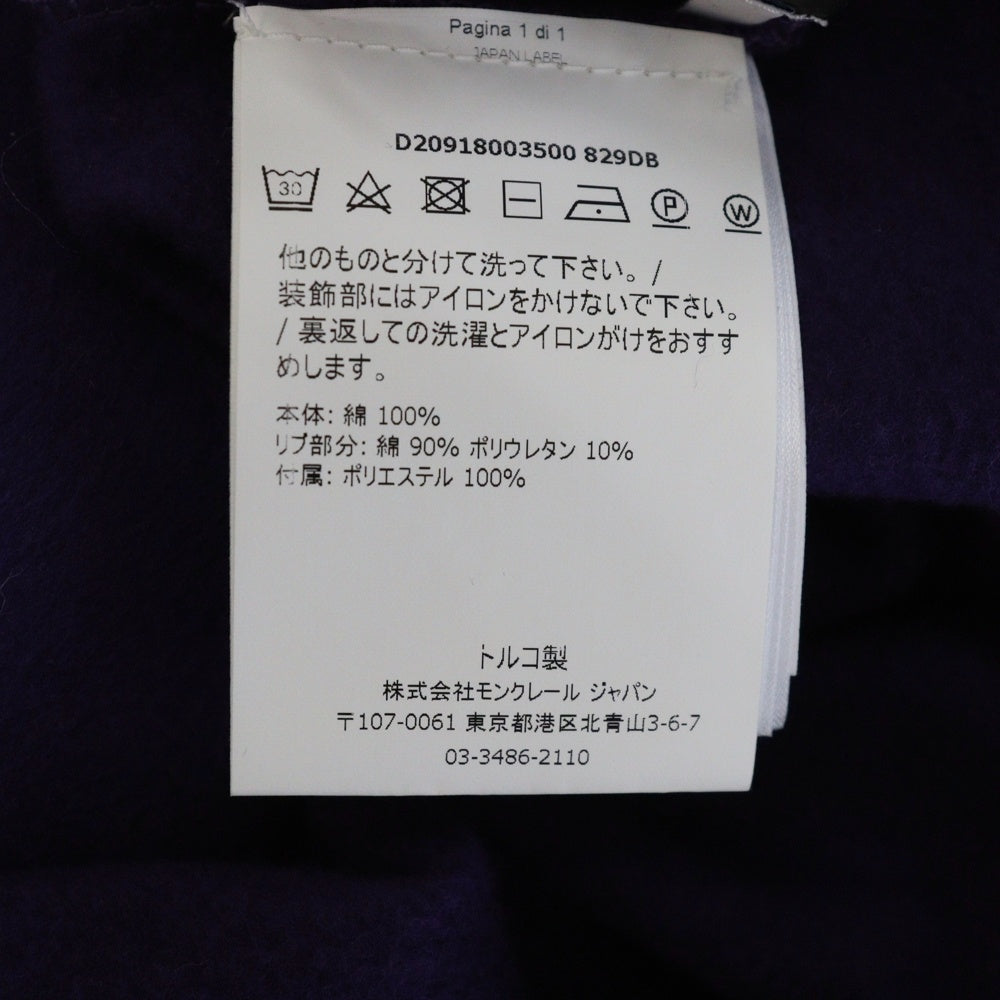 Pagina 1 di 1
JAPAN LABEL
D20918003500 829DB
30
P
W
他のものと分けて洗って下さい。/
装飾部にはアイロンをかけないで下さい。
/ 裏返しての洗濯とアイロンがけをおすす
めします。
本体: 綿 100%
リブ部分: 綿 90% ポリウレタン 10%
付属: ポリエステル 100%
トルコ製
株式会社モンクレール ジャパン
〒107-0061 東京都港区北青山3-6-7
03-3486-2110